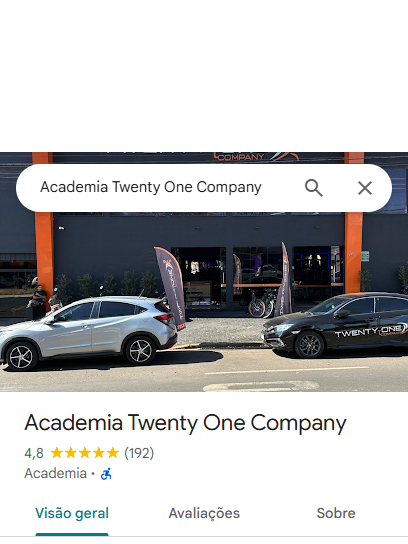 COMPANY
Academia Twenty One Company
TWENTY ONE
Academia Twenty One Company
4,8 (192)
Academia •
Visão geral Avaliações Sobre